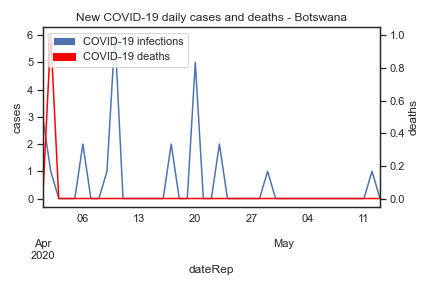 New COVID-19 daily cases and deaths - Botswana
COVID-19 infections
COVID-19 deaths
6
5
4
3
2
1
0
cases
1.0
0.8
0.6
0.4
0.2
0.0
deaths
06 13 20 27 04 11
Apr May
2020
dateRep